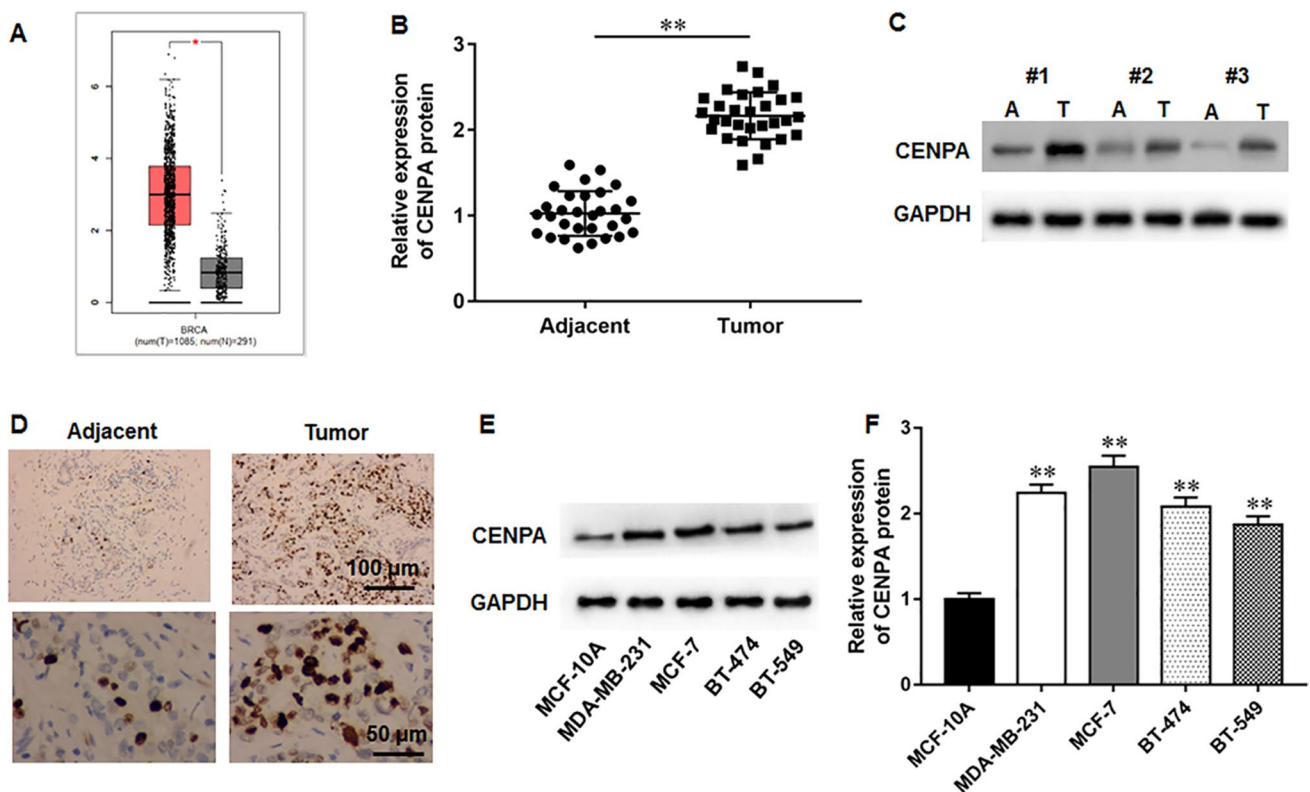 A
*
6
4
2
0
BRCA
(num(T)=1085; num(N)=291)
B
**
Relative expression
of CENPA protein
3
2
1
0
Adjacent
Tumor
C
#1 #2 #3
A T A T A T
CENPA
GAPDH
D
Adjacent Tumor
100 µm
50 µm
E
CENPA
GAPDH
MCF-10A
MDA-MB-231
MCF-7
BT-474
BT-549
F
Relative expression
of CENPA protein
3
2
1
0
**
**
**
**
MCF-10A
MDA-MB-231
MCF-7
BT-474
BT-549